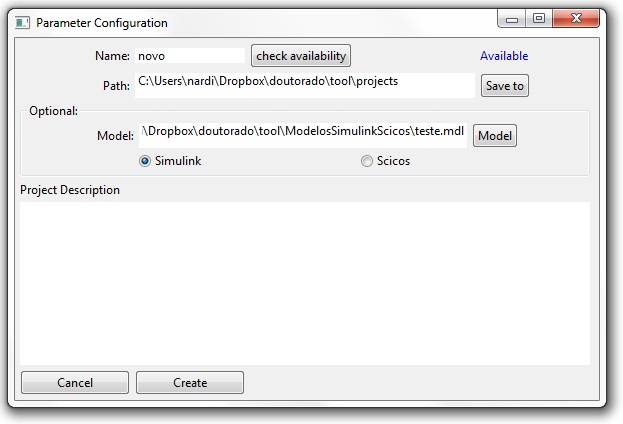 Parameter Configuration
Name: novo check availability Available
Path: C:\Users\nardi\Dropbox\doutorado\tool\projects Save to
Optional:
Model: \Dropbox\doutorado\tool\ModelosSimulinkScicos\teste.mdl Model
Simulink Scicos
Project Description
Cancel Create